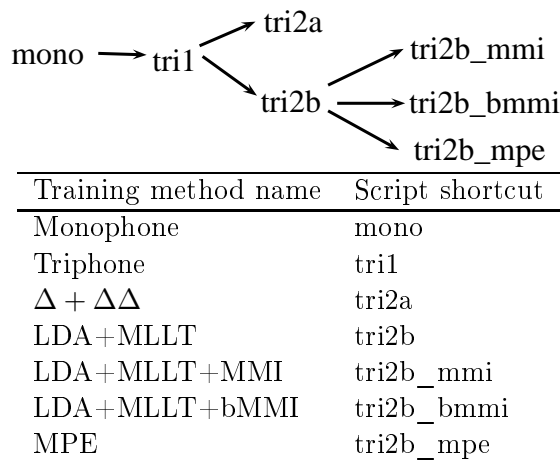 tri2a
mono tri1 tri2b_mmi
tri2b tri2b_bmmi
tri2b_mpe
Training method name Script shortcut
Monophone mono
Triphone tri1
Δ + ΔΔ tri2a
LDA+MLLT tri2b
LDA+MLLT+MMI tri2b_mmi
LDA+MLLT+bMMI tri2b_bmmi
MPE tri2b_mpe